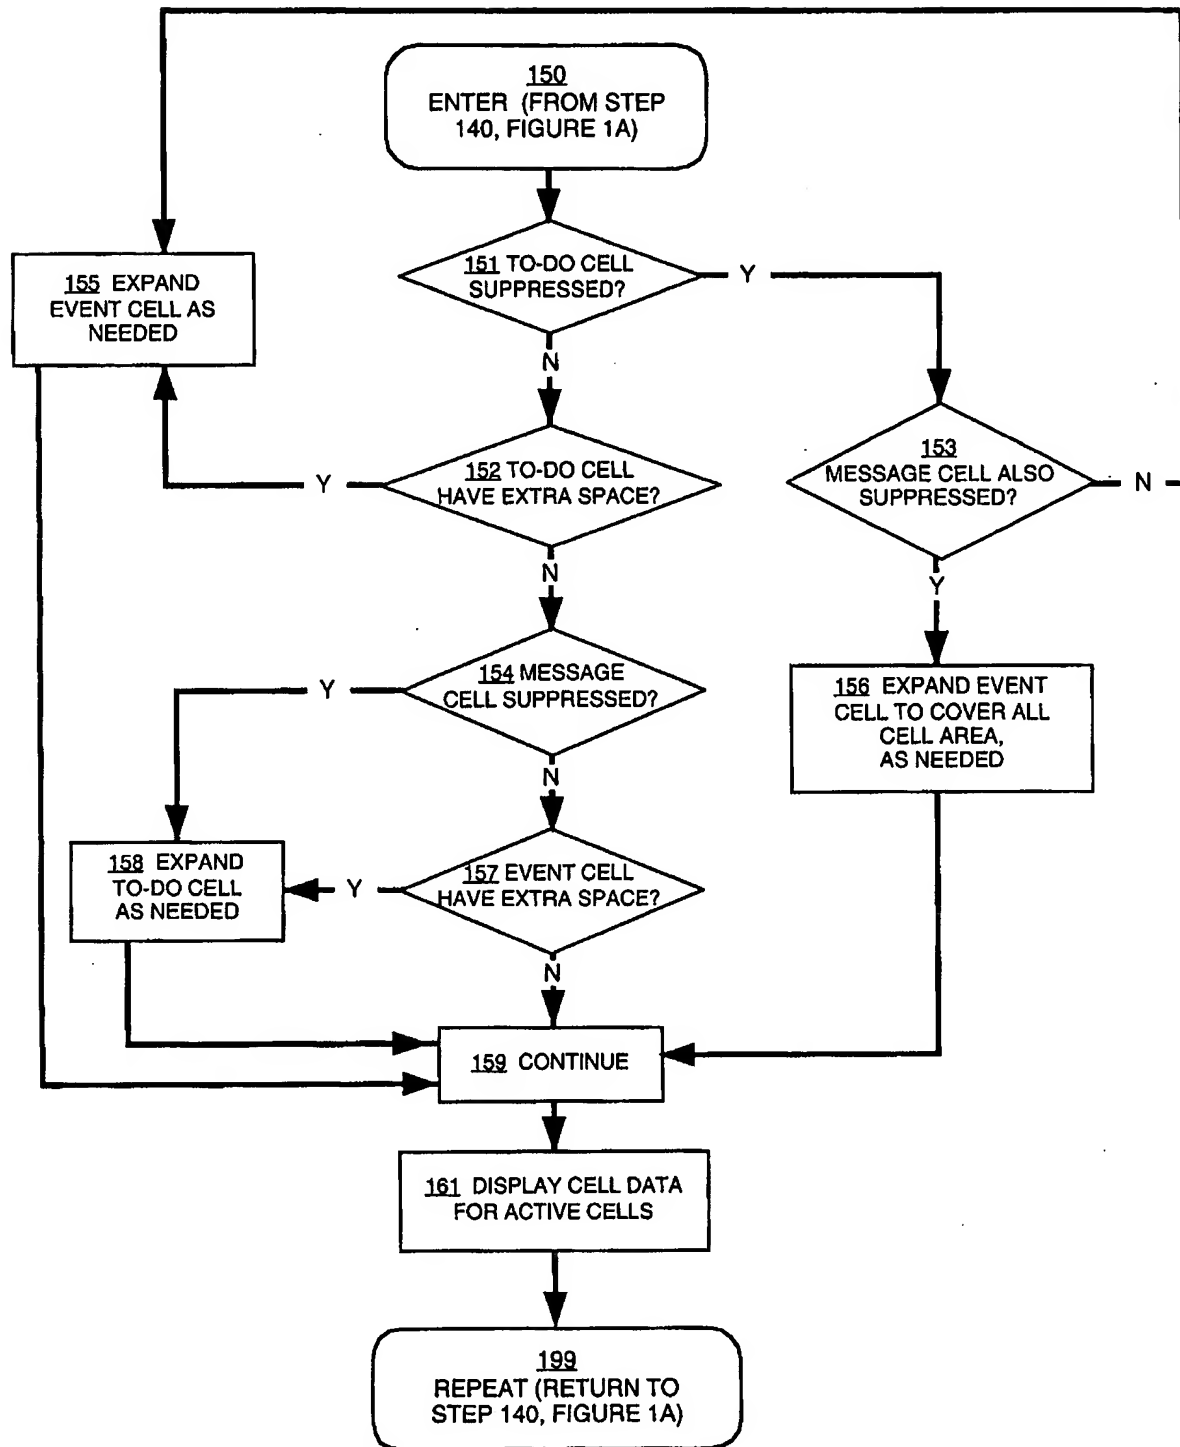 150
ENTER (FROM STEP
140, FIGURE 1A)
151 TO-DO CELL
SUPPRESSED?
Y
N
155 EXPAND
EVENT CELL AS
NEEDED
152 TO-DO CELL
HAVE EXTRA SPACE?
Y
N
153
MESSAGE CELL ALSO
SUPPRESSED?
N
Y
154 MESSAGE
CELL SUPPRESSED?
Y
N
156 EXPAND EVENT
CELL TO COVER ALL
CELL AREA,
AS NEEDED
158 EXPAND
TO-DO CELL
AS NEEDED
157 EVENT CELL
HAVE EXTRA SPACE?
Y
N
159 CONTINUE
161 DISPLAY CELL DATA
FOR ACTIVE CELLS
199
REPEAT (RETURN TO
STEP 140, FIGURE 1A)